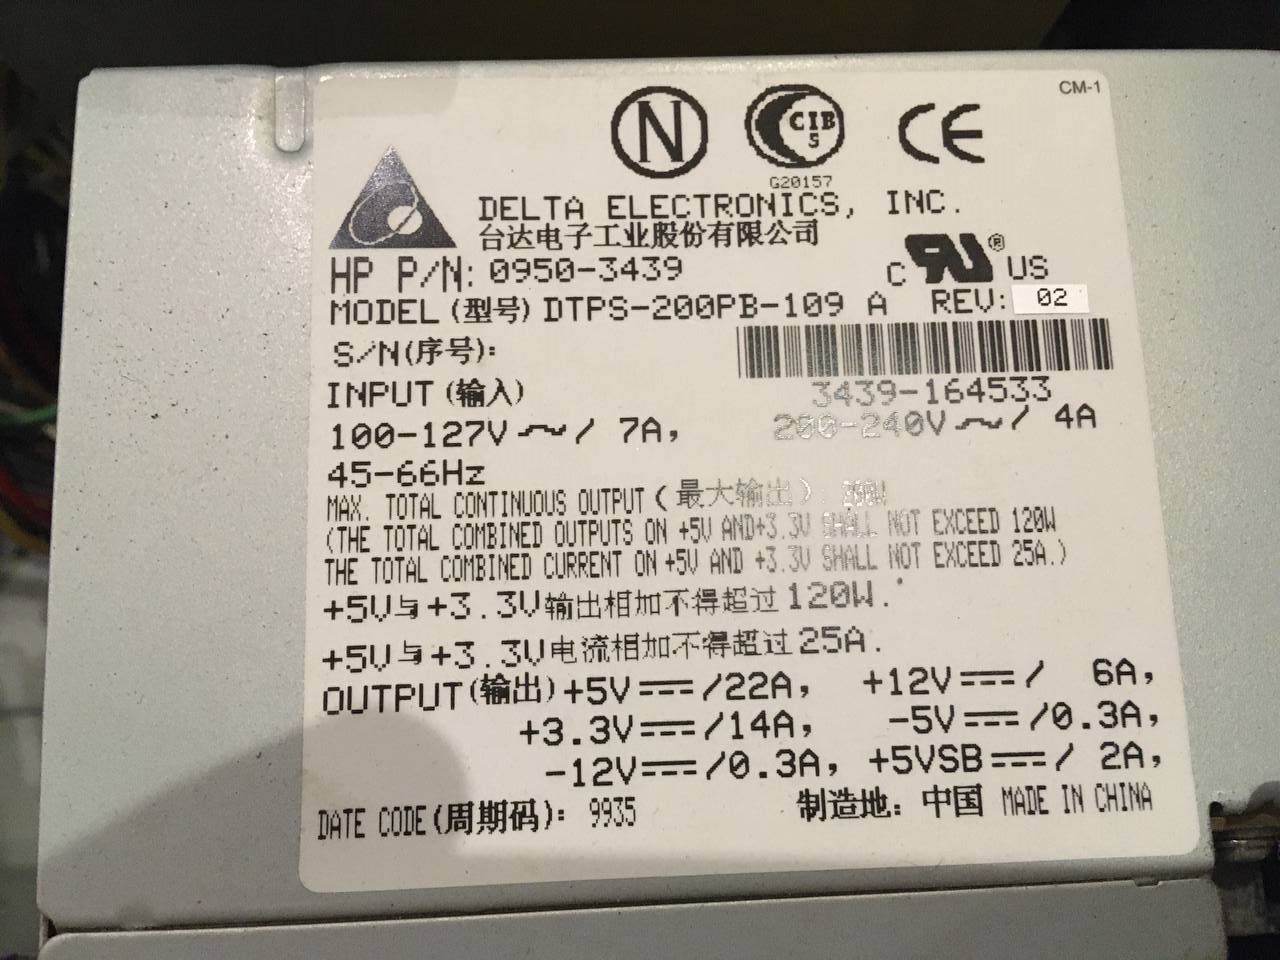 CM-1
N
CIB
5
CE
G20157
DELTA ELECTRONICS, INC.
台达电子工业股份有限公司
HP P/N: 0950-3439
C RU ® US
MODEL (型号) DTPS-200PB-109 A REV: 02
S/N(序号):
3439-164533
INPUT (输入)
100-127V ~ / 7A, 200-240V ~ / 4A
45-66Hz
MAX. TOTAL CONTINUOUS OUTPUT (最大输出): 200W
(THE TOTAL COMBINED OUTPUTS ON +5V AND+3.3V SHALL NOT EXCEED 120W
THE TOTAL COMBINED CURRENT ON +5V AND +3.3V SHALL NOT EXCEED 25A.)
+5V与+3.3V输出相加不得超过120W.
+5V与+3.3V电流相加不得超过25A.
OUTPUT(输出)+5V⎓/22A, +12V⎓/ 6A,
+3.3V⎓/14A, -5V⎓/0.3A,
-12V⎓/0.3A, +5VSB⎓/ 2A,
DATE CODE(周期码): 9935 制造地: 中国 MADE IN CHINA